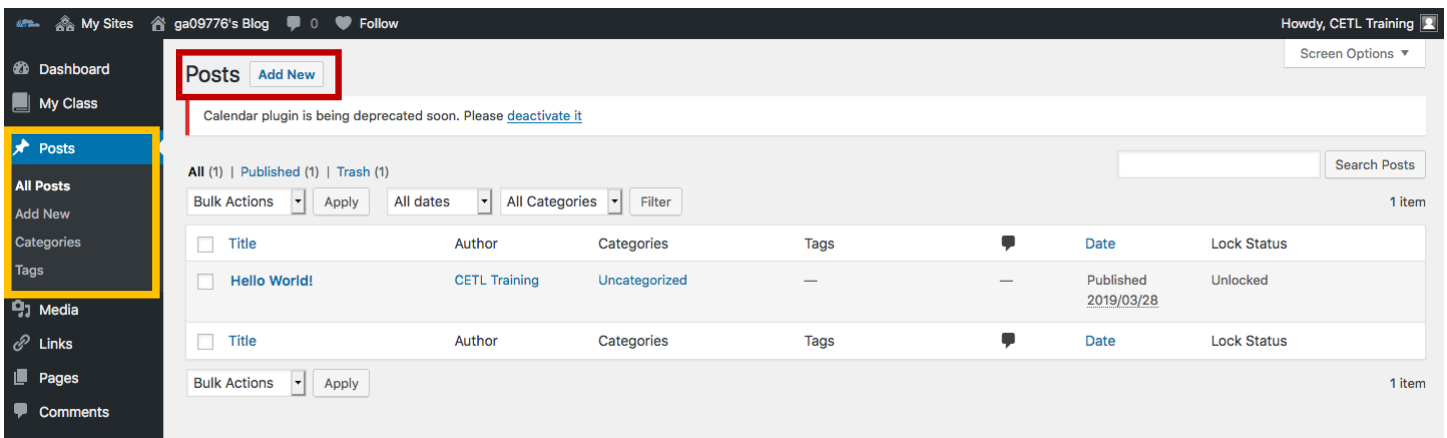 My Sites ga09776's Blog 0 Follow Howdy, CETL Training
Screen Options ▼
Dashboard
My Class
Posts
All Posts
Add New
Categories
Tags
Media
Links
Pages
Comments
Posts Add New
Calendar plugin is being deprecated soon. Please deactivate it
All (1) | Published (1) | Trash (1)
Search Posts
Bulk Actions Apply All dates All Categories Filter 1 item
Title Author Categories Tags Date Lock Status
Hello World! CETL Training Uncategorized — — Published Unlocked
2019/03/28
Title Author Categories Tags Date Lock Status
Bulk Actions Apply 1 item